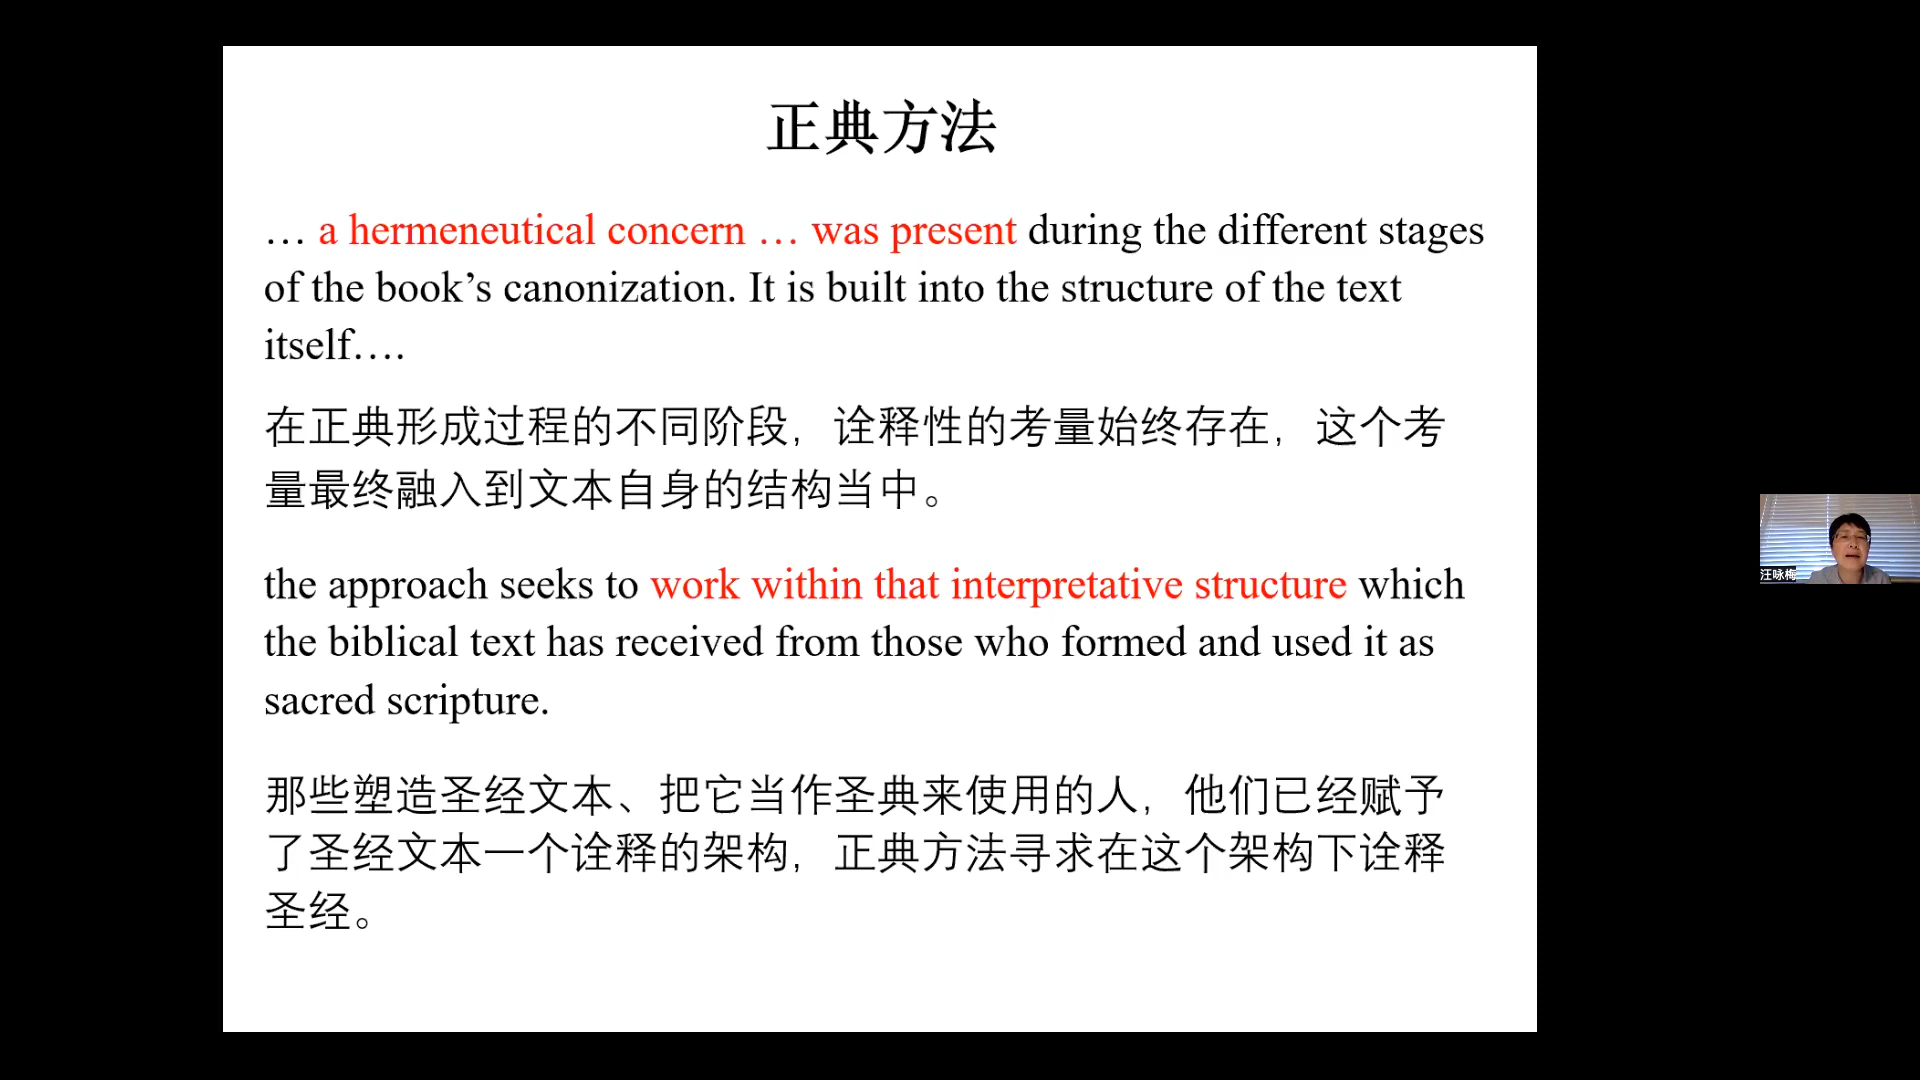 正典方法
… a hermeneutical concern … was present during the different stages
of the book’s canonization. It is built into the structure of the text
itself….
在正典形成过程的不同阶段，诠释性的考量始终存在，这个考
量最终融入到文本自身的结构当中。
the approach seeks to work within that interpretative structure which
the biblical text has received from those who formed and used it as
sacred scripture.
那些塑造圣经文本、把它当作圣典来使用的人，他们已经赋予
了圣经文本一个诠释的架构，正典方法寻求在这个架构下诠释
圣经。
汪咏梅